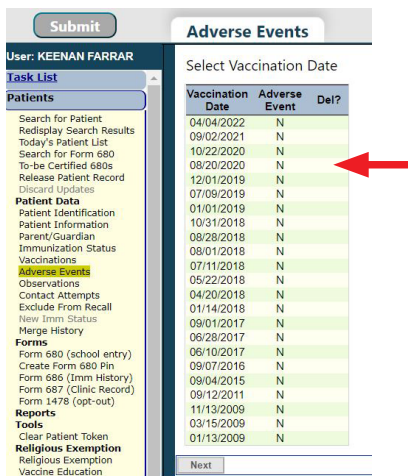 Submit
User: KEENAN FARRAR
Task List
Patients
Search for Patient
Redisplay Search Results
Today's Patient List
Search for Form 680
To-be Certified 680s
Release Patient Record
Discard Updates
Patient Data
Patient Identification
Patient Information
Parent/Guardian
Immunization Status
Vaccinations
Adverse Events
Observations
Contact Attempts
Exclude From Recall
New Imm Status
Merge History
Forms
Form 680 (school entry)
Create Form 680 Pin
Form 686 (Imm History)
Form 687 (Clinic Record)
Form 1478 (opt-out)
Reports
Tools
Clear Patient Token
Religious Exemption
Religious Exemption
Vaccine Education
Adverse Events
Select Vaccination Date
Vaccination Date Adverse Event Del?
04/04/2022 N
09/02/2021 N
10/22/2020 N
08/20/2020 N
12/01/2019 N
07/09/2019 N
01/01/2019 N
10/31/2018 N
08/28/2018 N
08/01/2018 N
07/11/2018 N
05/22/2018 N
04/20/2018 N
01/14/2018 N
09/01/2017 N
06/28/2017 N
06/10/2017 N
09/07/2016 N
09/04/2015 N
09/12/2011 N
11/13/2009 N
03/15/2009 N
01/13/2009 N
Next